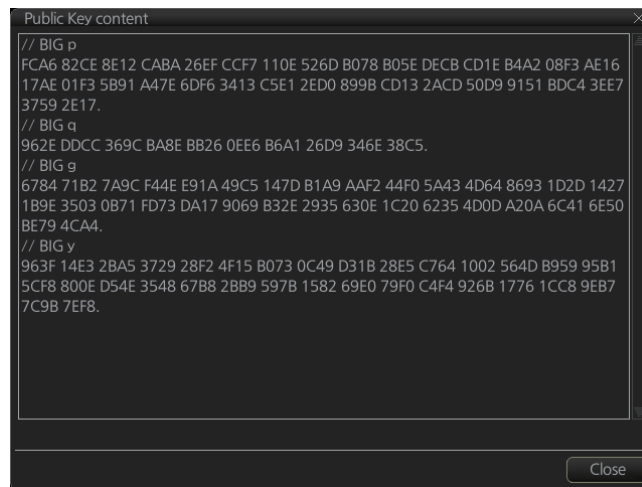 Public Key content
// BIG p
FCA6 82CE 8E12 CABA 26EF CCF7 110E 526D B078 B05E DECB CD1E B4A2 08F3 AE16
17AE 01F3 5B91 A47E 6DF6 3413 C5E1 2ED0 899B CD13 2ACD 50D9 9151 BDC4 3EE7
3759 2E17.
// BIG q
962E DDCC 369C BA8E BB26 0EE6 B6A1 26D9 346E 38C5.
// BIG g
6784 71B2 7A9C F44E E91A 49C5 147D B1A9 AAF2 44F0 5A43 4D64 8693 1D2D 1427
1B9E 3503 0B71 FD73 DA17 9069 B32E 2935 630E 1C20 6235 4D0D A20A 6C41 6E50
BE79 4CA4.
// BIG y
963F 14E3 2BA5 3729 28F2 4F15 B073 0C49 D31B 28E5 C764 1002 564D B959 95B1
5CF8 800E D54E 3548 67B8 2BB9 597B 1582 69E0 79F0 C4F4 926B 1776 1CC8 9EB7
7C9B 7EF8.
Close